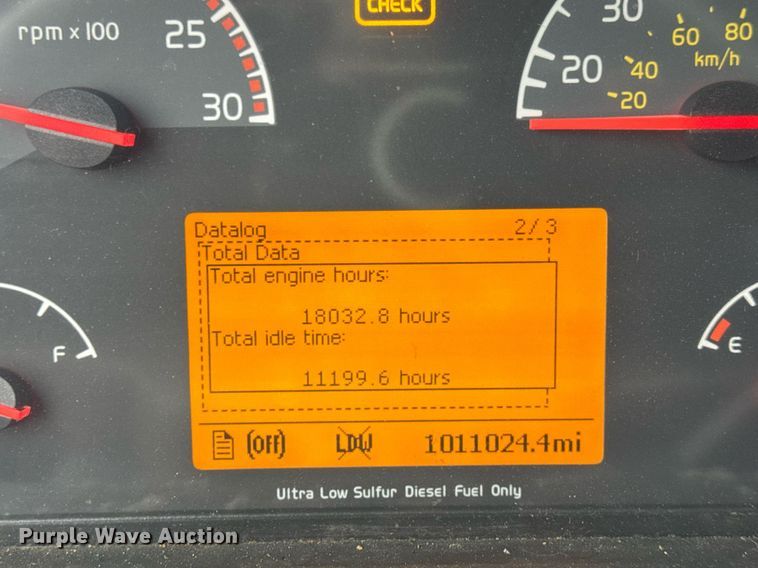 CHECK
rpm x 100
25
30
30
20
80
60
40
20
km/h
Datalog 2/ 3
Total Data
Total engine hours:
18032.8 hours
Total idle time:
11199.6 hours
(OFF) LDW 1011024.4mi
F
E
Ultra Low Sulfur Diesel Fuel Only
Purple Wave Auction